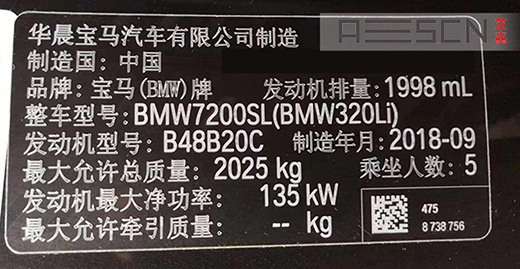 华晨宝马汽车有限公司制造
AESCN
制造国: 中国
品牌: 宝马(BMW)牌 发动机排量: 1998 mL
整车型号: BMW7200SL(BMW320Li)
发动机型号: B48B20C 制造年月: 2018-09
最大允许总质量: 2025 kg 乘坐人数: 5
发动机最大净功率: 135 kW
最大允许牵引质量: -- kg
475
8 738 756